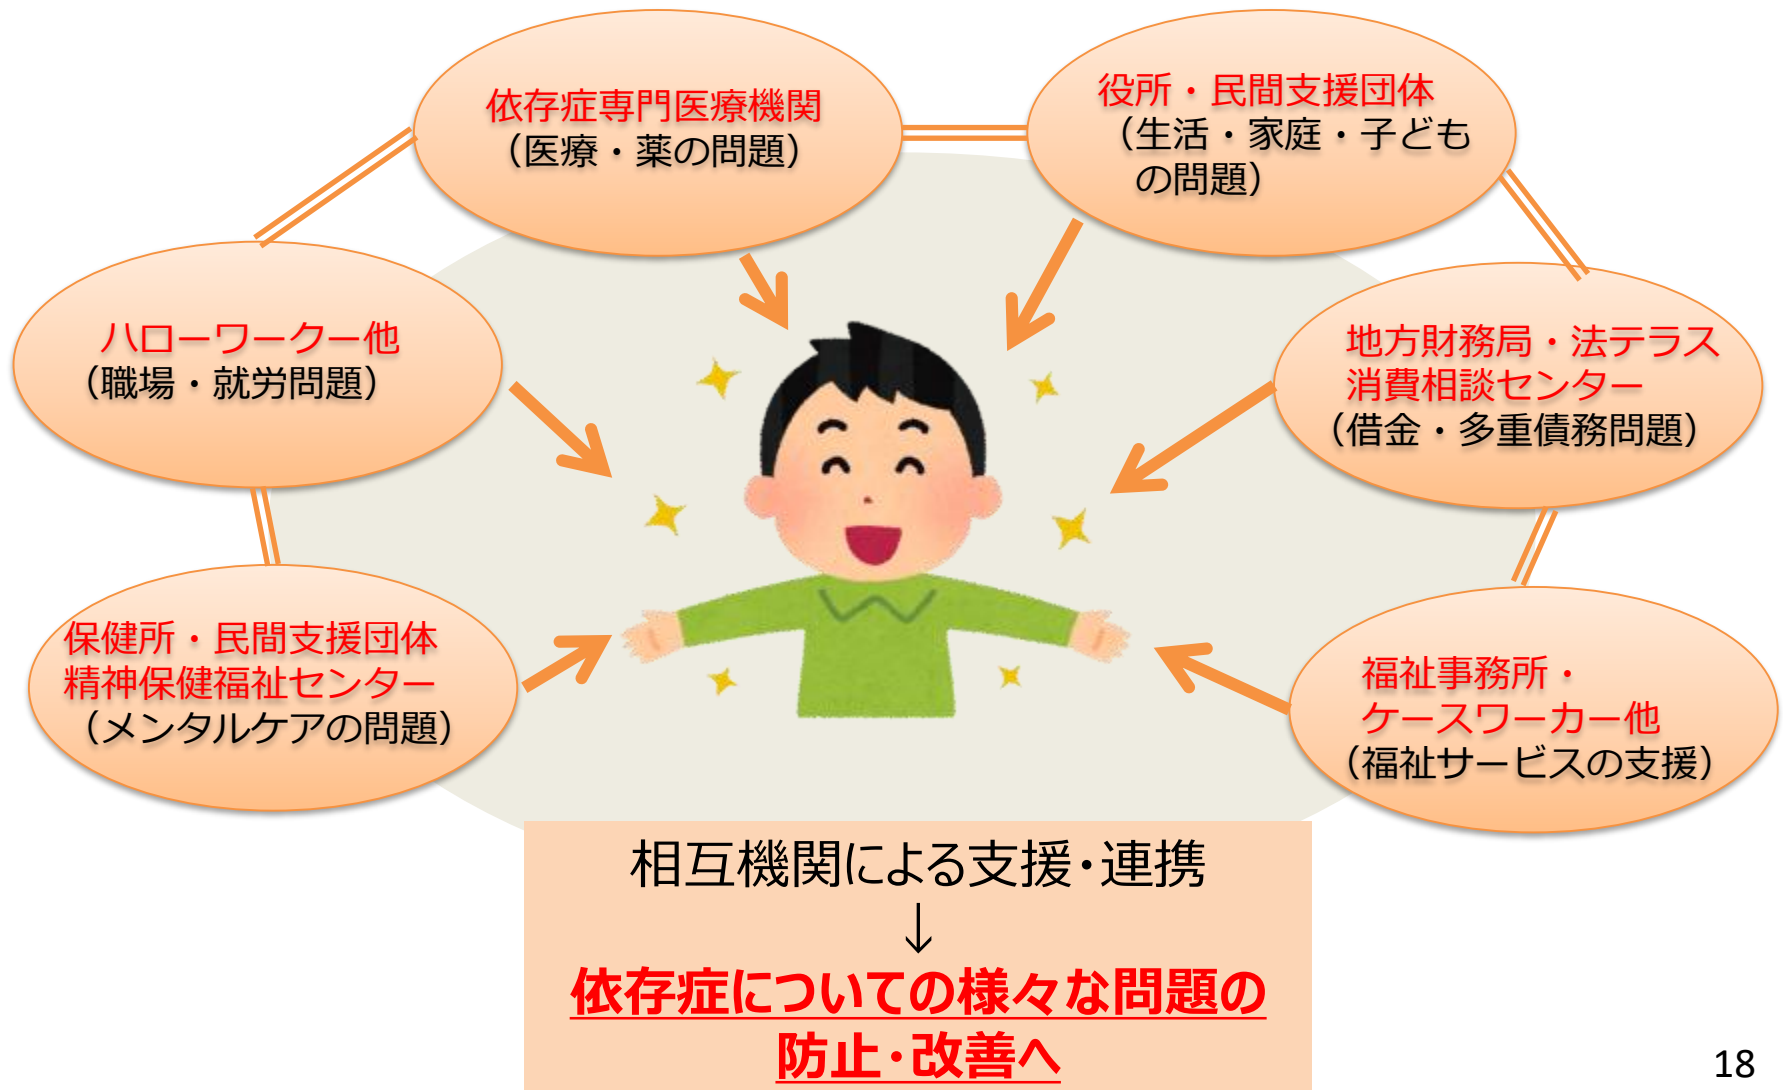 依存症専門医療機関
（医療・薬の問題）
役所・民間支援団体
（生活・家庭・子ども
の問題）
ハローワークー他
（職場・就労問題）
地方財務局・法テラス
消費相談センター
（借金・多重債務問題）
保健所・民間支援団体
精神保健福祉センター
（メンタルケアの問題）
福祉事務所・
ケースワーカー他
（福祉サービスの支援）
相互機関による支援・連携
↓
依存症についての様々な問題の
防止・改善へ
18